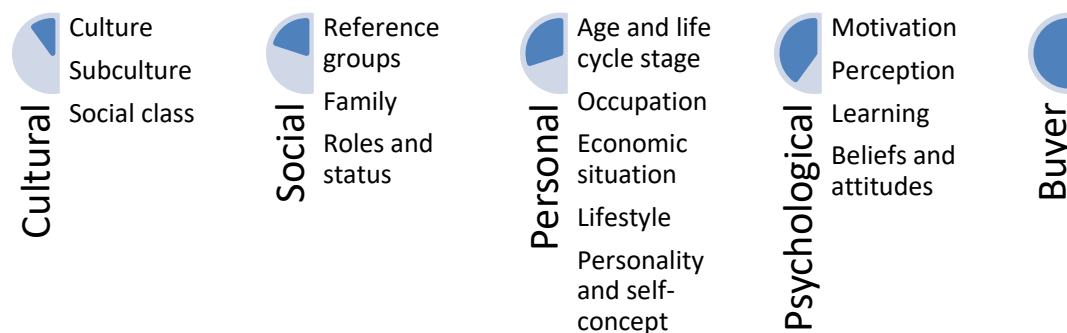 Cultural
Culture
Subculture
Social class
Social
Reference
groups
Family
Roles and
status
Personal
Age and life
cycle stage
Occupation
Economic
situation
Lifestyle
Personality
and self-
concept
Psychological
Motivation
Perception
Learning
Beliefs and
attitudes
Buyer